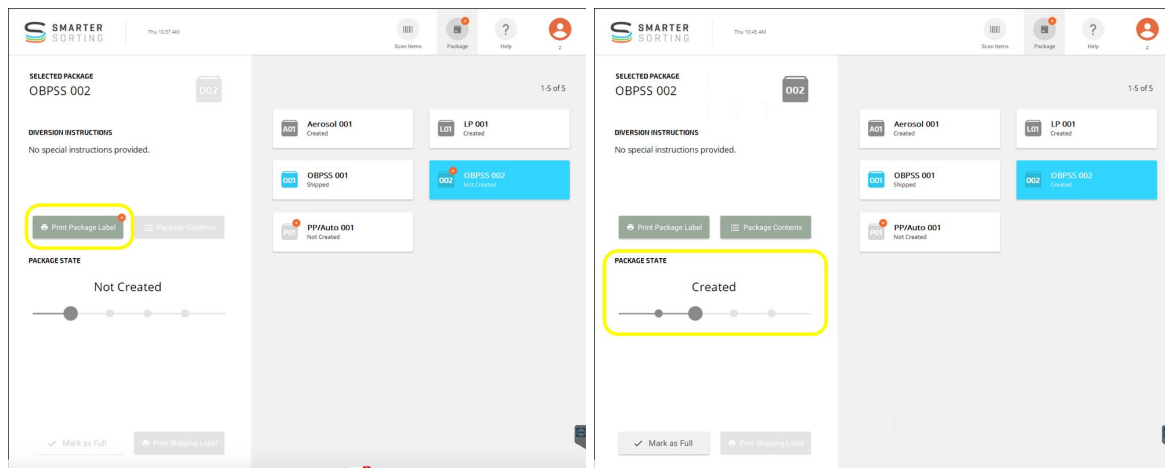 SMARTER
SORTING
Thu 10:37 AM
Scan Items
Package
Help
2
SELECTED PACKAGE
OBPSS 002
002
DIVERSION INSTRUCTIONS
No special instructions provided.
Print Package Label
Package Contents
PACKAGE STATE
Not Created
Mark as Full
Print Shipping Label
1-5 of 5
A01
Aerosol 001
Created
L01
LP 001
Created
001
OBPSS 001
Shipped
002
OBPSS 002
Not Created
P01
PP/Auto 001
Not Created
SMARTER
SORTING
Thu 10:45 AM
Scan Items
Package
Help
2
SELECTED PACKAGE
OBPSS 002
002
DIVERSION INSTRUCTIONS
No special instructions provided.
Print Package Label
Package Contents
PACKAGE STATE
Created
Mark as Full
Print Shipping Label
1-5 of 5
A01
Aerosol 001
Created
L01
LP 001
Created
001
OBPSS 001
Shipped
002
OBPSS 002
Created
P01
PP/Auto 001
Not Created